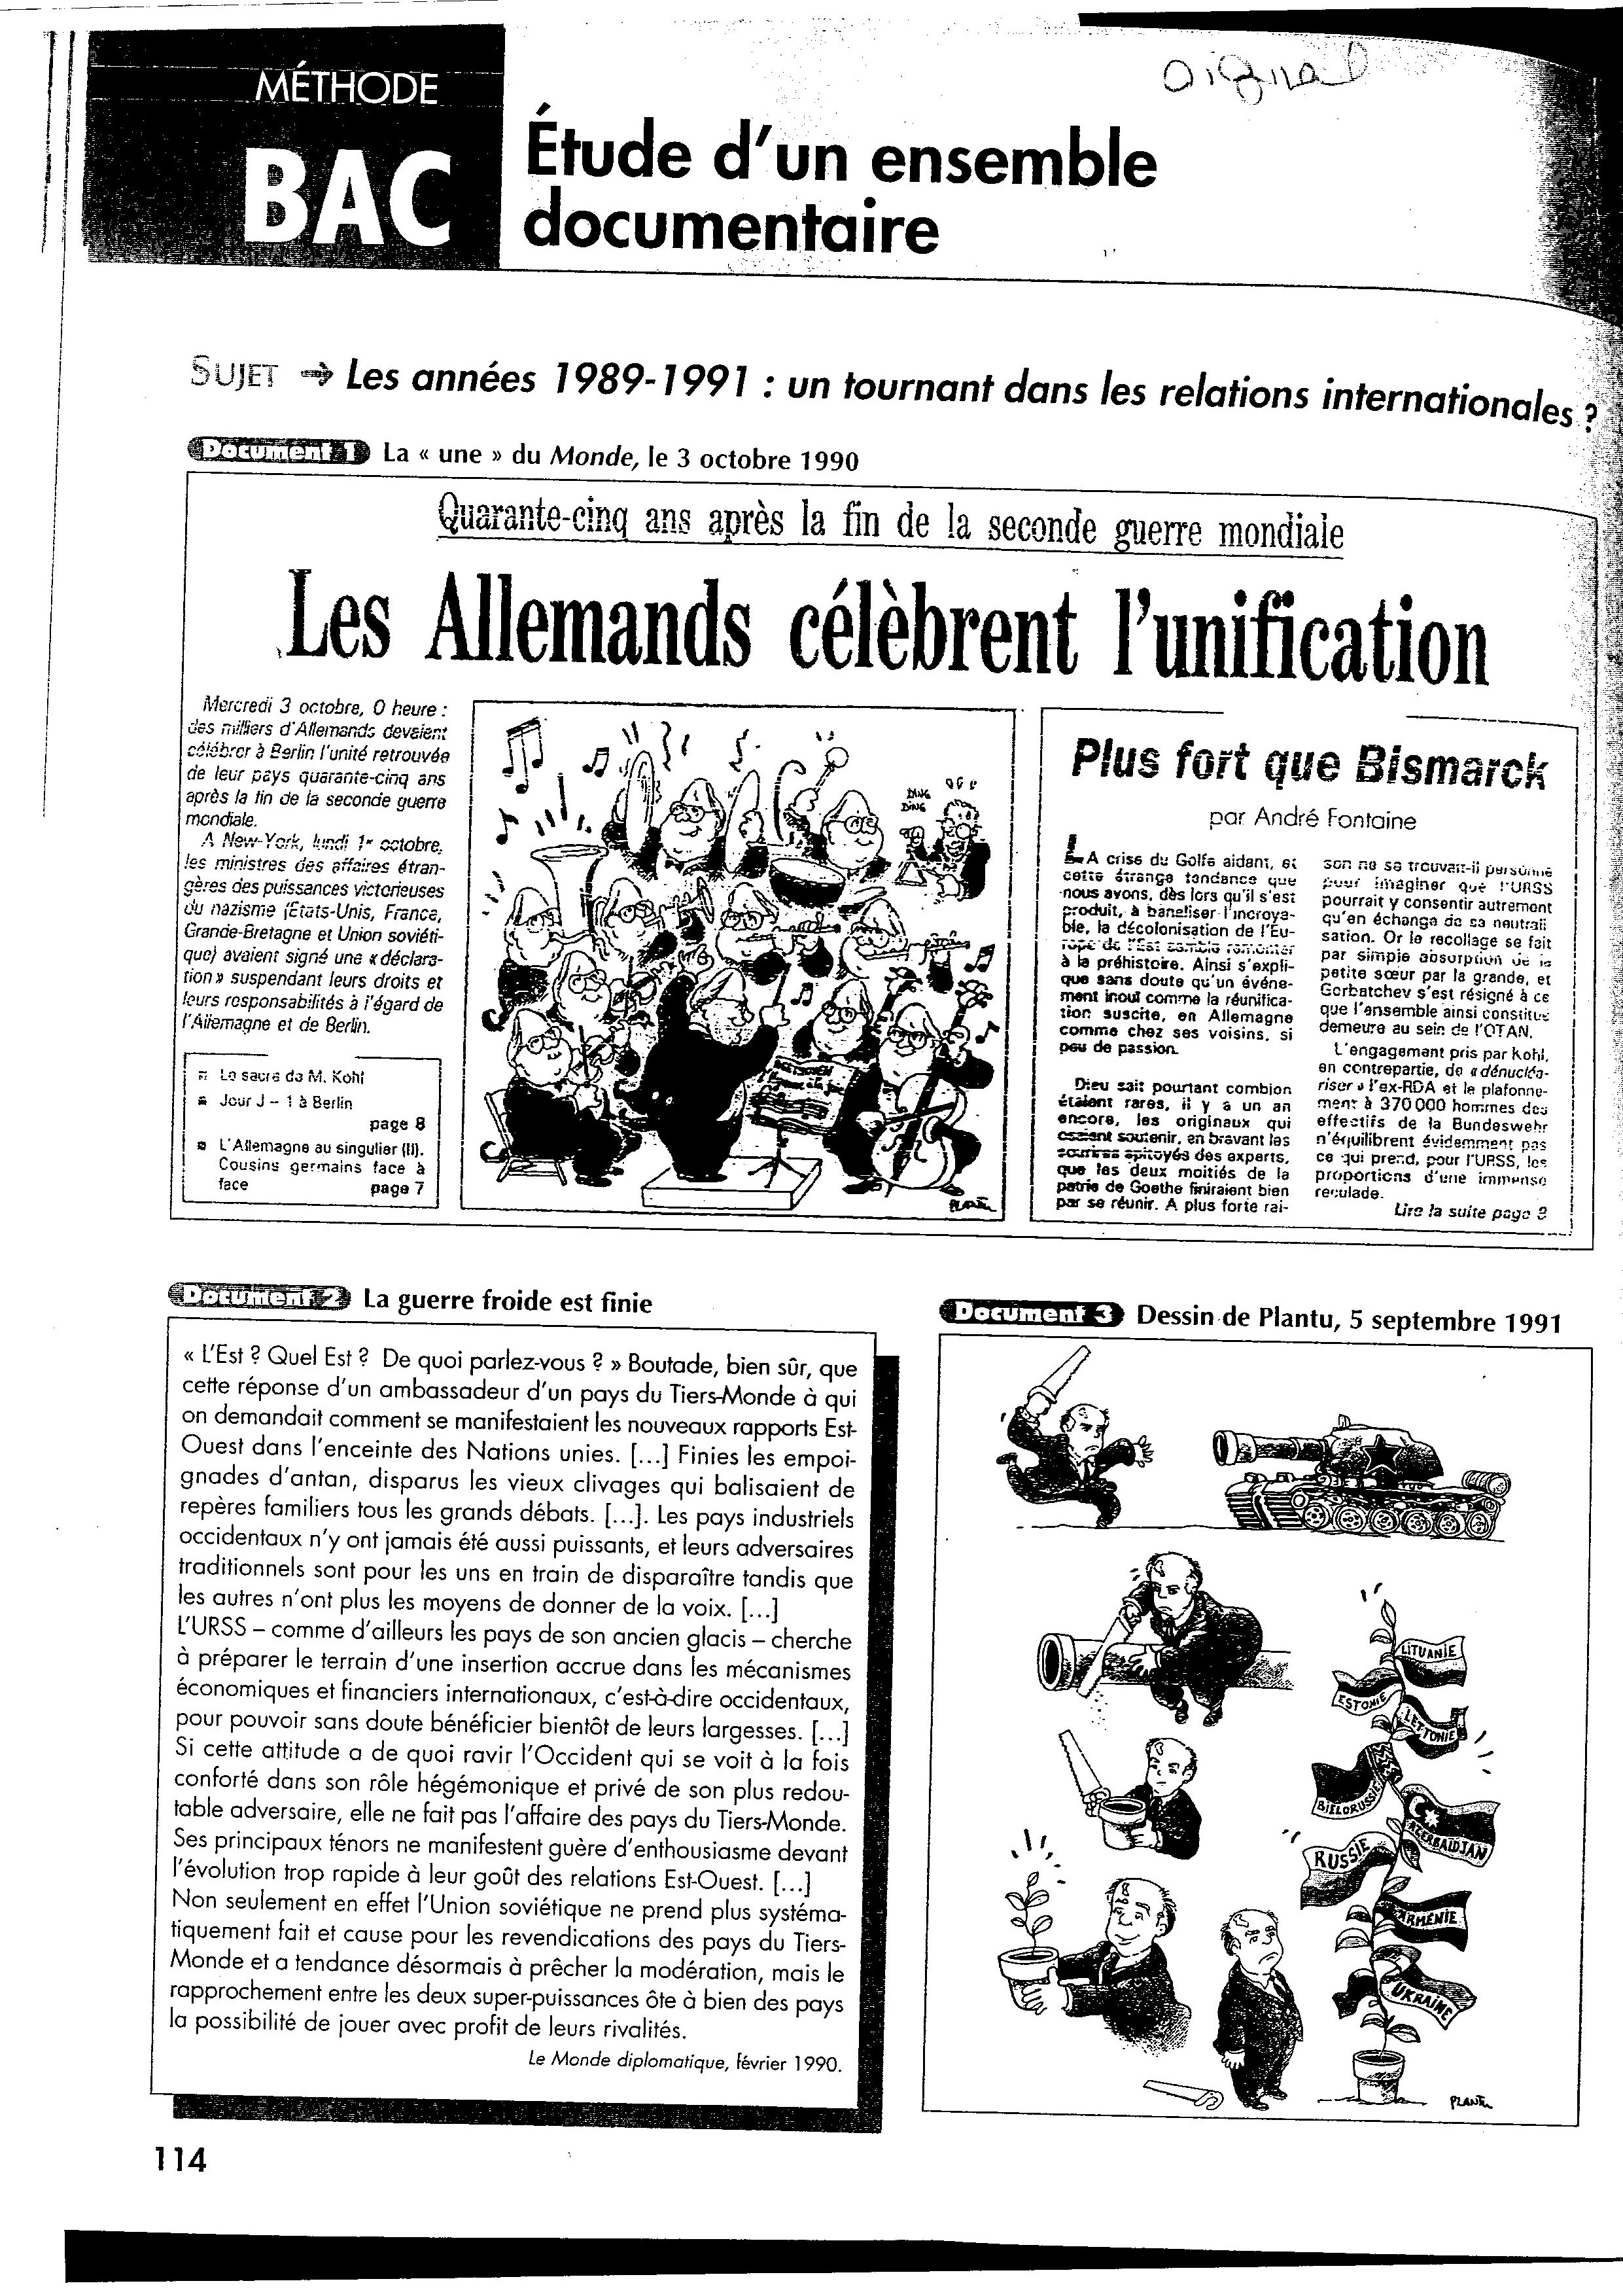 Original
MÉTHODE
BAC
Étude d'un ensemble
documentaire
SUJET → Les années 1989-1991 : un tournant dans les relations internationales ?
Document 1 La « une » du Monde, le 3 octobre 1990
Quarante-cinq ans après la fin de la seconde guerre mondiale
Les Allemands célèbrent l'unification
Mercredi 3 octobre, 0 heure :
des milliers d'Allemands devaient
célébrer à Berlin l'unité retrouvée
de leur pays quarante-cinq ans
après la fin de la seconde guerre
mondiale.
A New-York, lundi 1er octobre,
les ministres des affaires étran-
gères des puissances victorieuses
du nazisme (Etats-Unis, France,
Grande-Bretagne et Union soviéti-
que) avaient signé une « déclara-
tion » suspendant leurs droits et
leurs responsabilités à l'égard de
l'Allemagne et de Berlin.
Le sacre de M. Kohl
Jour J – 1 à Berlin
page 8
L'Allemagne au singulier (II).
Cousins germains face à
face page 7
DING
DING
BEETHOVEN
PLANTU
Plus fort que Bismarck
par André Fontaine
LA crise du Golfe aidant, et
cette étrange tendance que
nous avons, dès lors qu'il s'est
produit, à banaliser l'incroya-
ble, la décolonisation de l'Eu-
rope de l'Est semble remonter
à la préhistoire. Ainsi s'expli-
que sans doute qu'un événe-
ment inouï comme la réunifica-
tion suscite, en Allemagne
comme chez ses voisins, si
peu de passion.
Dieu sait pourtant combien
étaient rares, il y a un an
encore, les originaux qui
osaient soutenir, en bravant les
sourires apitoyés des experts,
que les deux moitiés de la
patrie de Goethe finiraient bien
par se réunir. A plus forte rai-
son ne se trouvait-il personne
pour imaginer que l'URSS
pourrait y consentir autrement
qu'en échange de sa neutrali
sation. Or le recollage se fait
par simple absorption de la
petite sœur par la grande, et
Gorbatchev s'est résigné à ce
que l'ensemble ainsi constitué
demeure au sein de l'OTAN.
L'engagement pris par Kohl,
en contrepartie, de « dénucléa-
riser » l'ex-RDA et le plafonne-
ment à 370 000 hommes des
effectifs de la Bundeswehr
n'équilibrent évidemment pas
ce qui prend, pour l'URSS, les
proportions d'une immense
reculade.
Lire la suite page
Document 2 La guerre froide est finie
« L'Est ? Quel Est ? De quoi parlez-vous ? » Boutade, bien sûr, que
cette réponse d'un ambassadeur d'un pays du Tiers-Monde à qui
on demandait comment se manifestaient les nouveaux rapports Est-
Ouest dans l'enceinte des Nations unies. [...] Finies les empoi-
gnades d'antan, disparus les vieux clivages qui balisaient de
repères familiers tous les grands débats. [...]. Les pays industriels
occidentaux n'y ont jamais été aussi puissants, et leurs adversaires
traditionnels sont pour les uns en train de disparaître tandis que
les autres n'ont plus les moyens de donner de la voix. [...]
L'URSS – comme d'ailleurs les pays de son ancien glacis – cherche
à préparer le terrain d'une insertion accrue dans les mécanismes
économiques et financiers internationaux, c'est-à-dire occidentaux,
pour pouvoir sans doute bénéficier bientôt de leurs largesses. [...]
Si cette attitude a de quoi ravir l'Occident qui se voit à la fois
conforté dans son rôle hégémonique et privé de son plus redou-
table adversaire, elle ne fait pas l'affaire des pays du Tiers-Monde.
Ses principaux ténors ne manifestent guère d'enthousiasme devant
l'évolution trop rapide à leur goût des relations Est-Ouest. [...]
Non seulement en effet l'Union soviétique ne prend plus systéma-
tiquement fait et cause pour les revendications des pays du Tiers-
Monde et a tendance désormais à prêcher la modération, mais le
rapprochement entre les deux super-puissances ôte à bien des pays
la possibilité de jouer avec profit de leurs rivalités.
Le Monde diplomatique, février 1990.
Document 3 Dessin de Plantu, 5 septembre 1991
LITUANIE
ESTONIE
LETTONIE
BIELORUSSIE
AZERBAIDJAN
RUSSIE
ARMÉNIE
UKRAINE
PLANTU
114